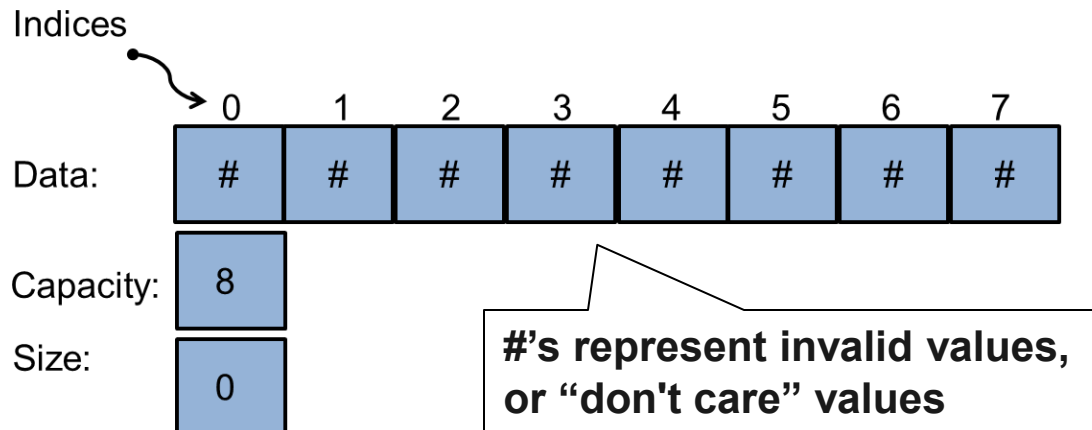 Indices
0 1 2 3 4 5 6 7
Data: # # # # # # # #
Capacity: 8
Size: 0
#'s represent invalid values,
or “don't care” values